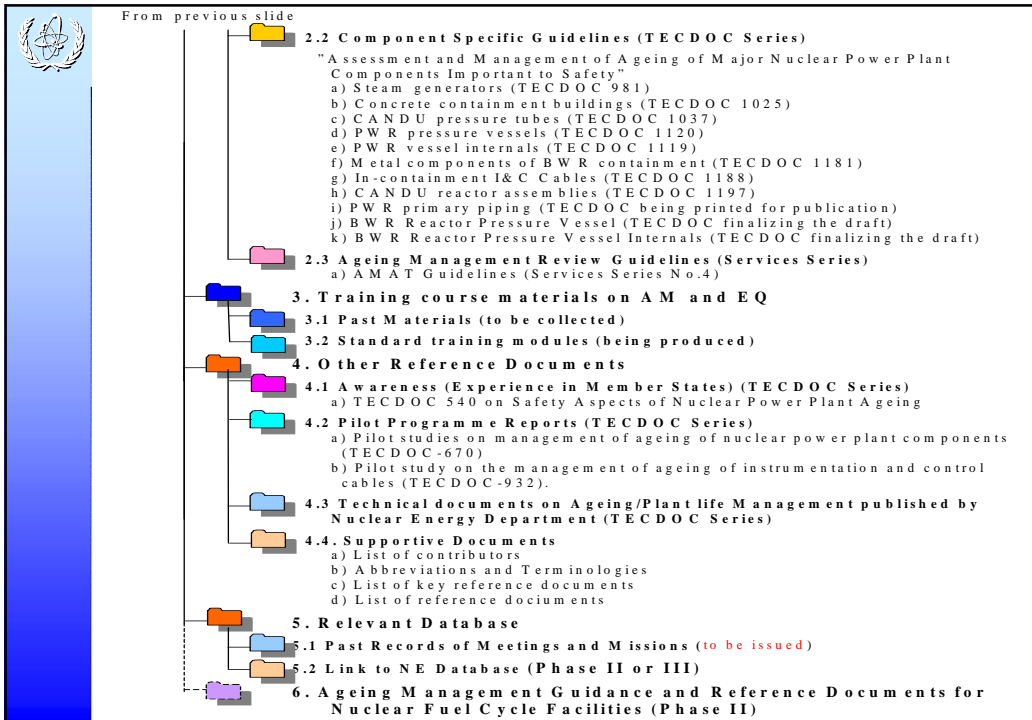 From previous slide
2.2 Component Specific Guidelines (TECDOC Series)
"Assessment and Management of Ageing of Major Nuclear Power Plant
Components Important to Safety"
a) Steam generators (TECDOC 981)
b) Concrete containment buildings (TECDOC 1025)
c) CANDU pressure tubes (TECDOC 1037)
d) PWR pressure vessels (TECDOC 1120)
e) PWR vessel internals (TECDOC 1119)
f) Metal components of BWR containment (TECDOC 1181)
g) In-containment I&C Cables (TECDOC 1188)
h) CANDU reactor assemblies (TECDOC 1197)
i) PWR primary piping (TECDOC being printed for publication)
j) BWR Reactor Pressure Vessel (TECDOC finalizing the draft)
k) BWR Reactor Pressure Vessel Internals (TECDOC finalizing the draft)
2.3 Ageing Management Review Guidelines (Services Series)
a) AMAT Guidelines (Services Series No.4)
3. Training course materials on AM and EQ
3.1 Past Materials (to be collected)
3.2 Standard training modules (being produced)
4. Other Reference Documents
4.1 Awareness (Experience in Member States) (TECDOC Series)
a) TECDOC 540 on Safety Aspects of Nuclear Power Plant Ageing
4.2 Pilot Programme Reports (TECDOC Series)
a) Pilot studies on management of ageing of nuclear power plant components
(TECDOC-670)
b) Pilot study on the management of ageing of instrumentation and control
cables (TECDOC-932).
4.3 Technical documents on Ageing/Plant life Management published by
Nuclear Energy Department (TECDOC Series)
4.4. Supportive Documents
a) List of contributors
b) Abbreviations and Terminologies
c) List of key reference documents
d) List of reference dociuments
5. Relevant Database
5.1 Past Records of Meetings and Missions (to be issued)
5.2 Link to NE Database (Phase II or III)
6. Ageing Management Guidance and Reference Documents for
Nuclear Fuel Cycle Facilities (Phase II)